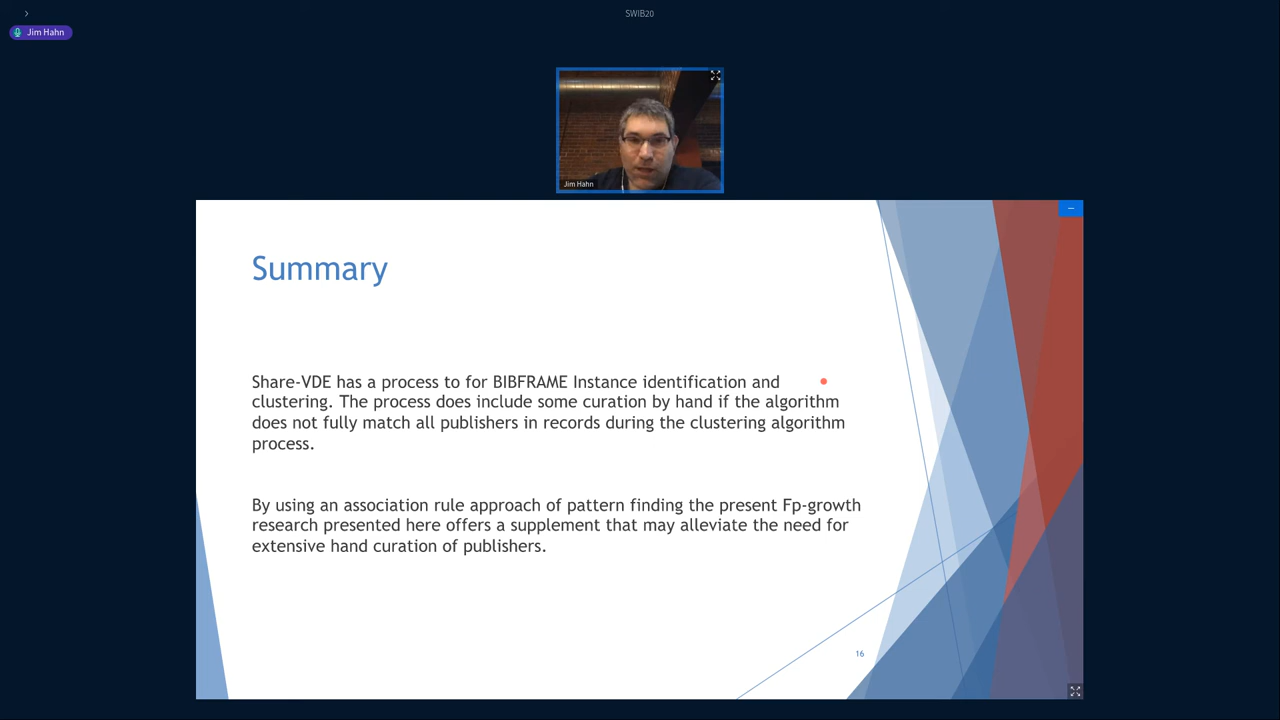 SWIB20
Jim Hahn
Jim Hahn
Summary
Share-VDE has a process to for BIBFRAME Instance identification and
clustering. The process does include some curation by hand if the algorithm
does not fully match all publishers in records during the clustering algorithm
process.
By using an association rule approach of pattern finding the present Fp-growth
research presented here offers a supplement that may alleviate the need for
extensive hand curation of publishers.
16